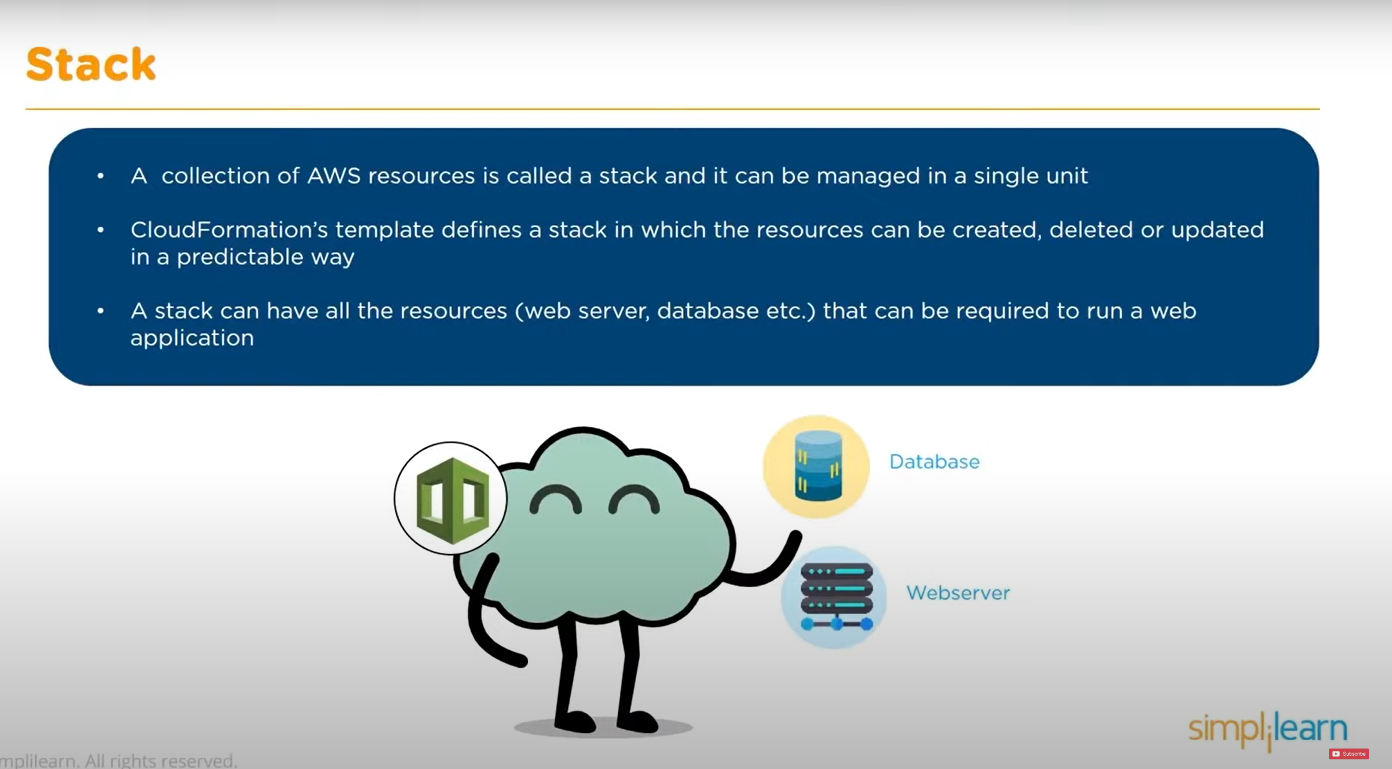 Stack
• A collection of AWS resources is called a stack and it can be managed in a single unit
• CloudFormation’s template defines a stack in which the resources can be created, deleted or updated
in a predictable way
• A stack can have all the resources (web server, database etc.) that can be required to run a web
application
Database
Webserver
simplilearn
Subscribe
mplilearn. All rights reserved.